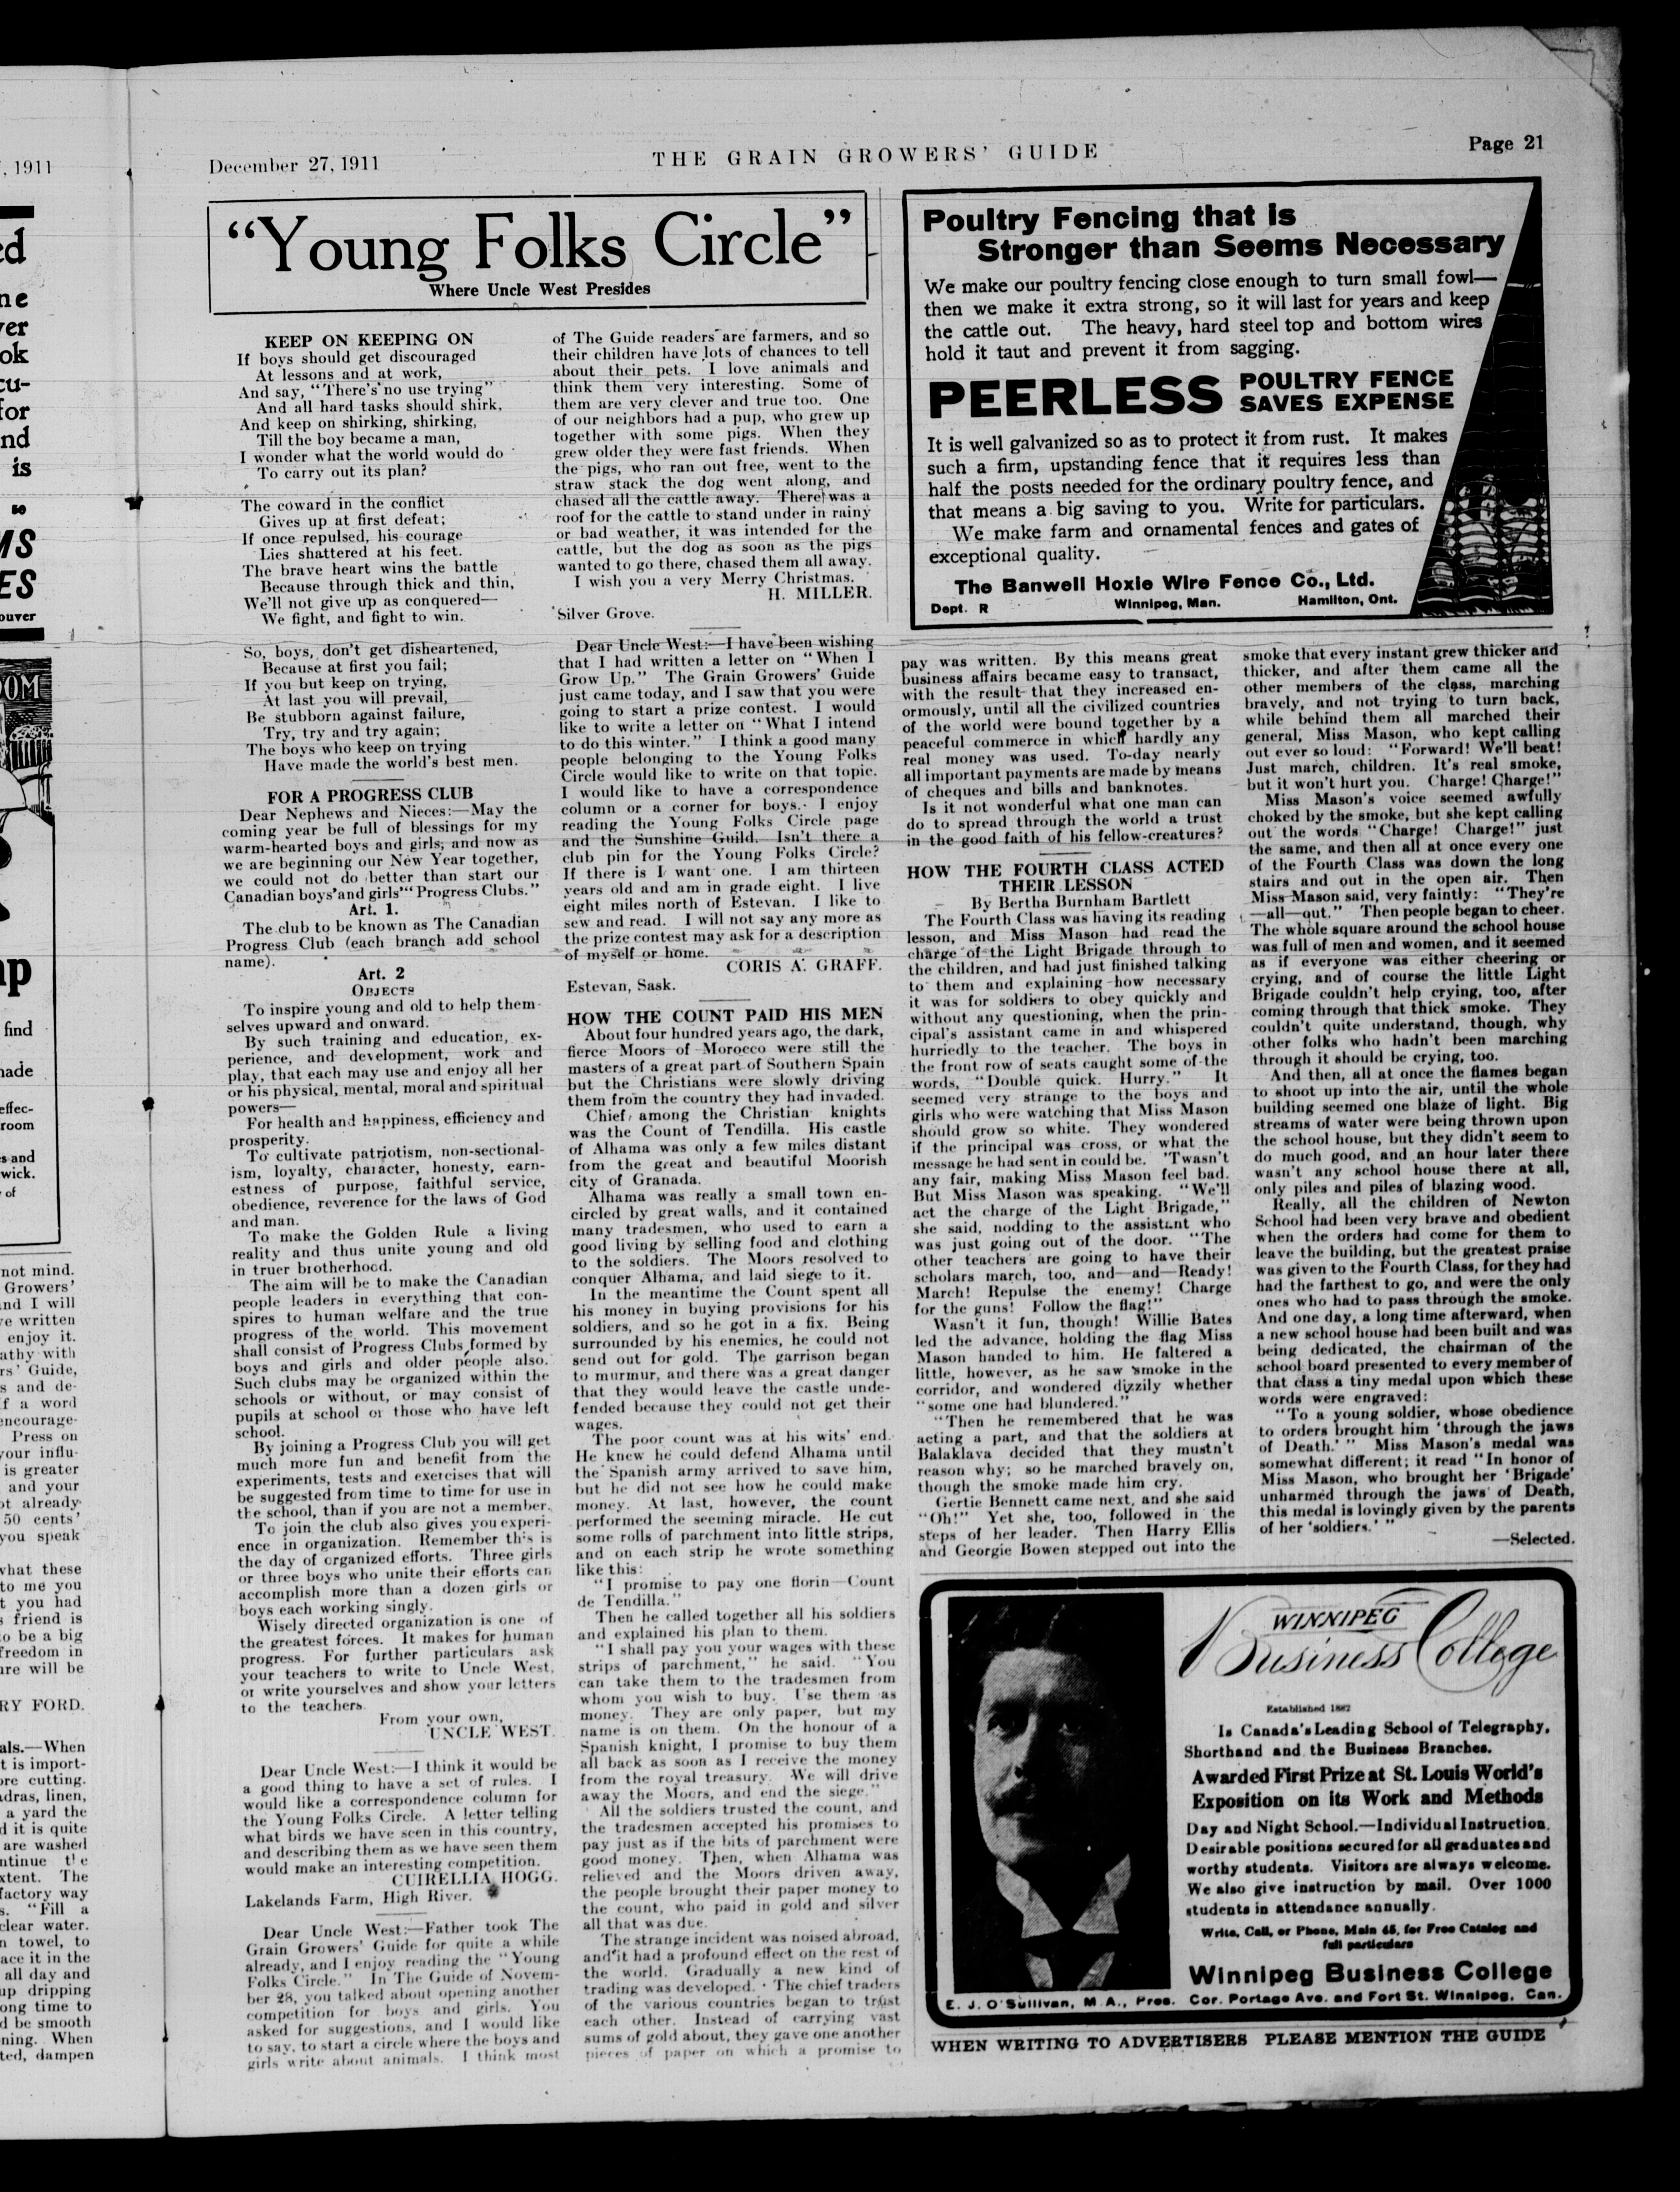 December 27, 1911
THE GRAIN GROWERS' GUIDE
Page 21
"Young Folks Circle"
Where Uncle West Presides
KEEP ON KEEPING ON
If boys should get discouraged
At lessons and at work,
And say, "There's no use trying"
And all hard tasks should shirk,
And keep on shirking, shirking,
Till the boy became a man,
I wonder what the world would do
To carry out its plan?
The coward in the conflict
Gives up at first defeat;
If once repulsed, his courage
Lies shattered at his feet.
The brave heart wins the battle
Because through thick and thin,
We'll not give up as conquered—
We fight, and fight to win.
So, boys, don't get disheartened,
Because at first you fail;
If you but keep on trying,
At last you will prevail,
Be stubborn against failure,
Try, try and try again;
The boys who keep on trying
Have made the world's best men.
FOR A PROGRESS CLUB
Dear Nephews and Nieces:—May the
coming year be full of blessings for my
warm-hearted boys and girls, and now as
we are beginning our New Year together,
we could not do better than start our
Canadian boys' and girls' "Progress Clubs."
Art. 1.
The club to be known as The Canadian
Progress Club (each branch add school
name).
Art. 2
Objects
To inspire young and old to help them-
selves upward and onward.
By such training and education, ex-
perience, and development, work and
play, that each may use and enjoy all her
or his physical, mental, moral and spiritual
powers—
For health and happiness, efficiency and
prosperity.
To cultivate patriotism, non-sectional-
ism, loyalty, character, honesty, earn-
estness of purpose, faithful service,
obedience, reverence for the laws of God
and man.
To make the Golden Rule a living
reality and thus unite young and old
in truer brotherhood.
The aim will be to make the Canadian
people leaders in everything that con-
spires to human welfare and the true
progress of the world. This movement
shall consist of Progress Clubs formed by
boys and girls and older people also.
Such clubs may be organized within the
schools or without, or may consist of
pupils at school or those who have left
school.
By joining a Progress Club you will get
much more fun and benefit from the
experiments, tests and exercises that will
be suggested from time to time for use in
the school, than if you are not a member.
To join the club also gives you experi-
ence in organization. Remember this is
the day of organized efforts. Three girls
or three boys who unite their efforts can
accomplish more than a dozen girls or
boys each working singly.
Wisely directed organization is one of
the greatest forces. It makes for human
progress. For further particulars ask
your teachers to write to Uncle West,
or write yourselves and show your letters
to the teachers.
From your own,
UNCLE WEST.
Dear Uncle West:—I think it would be
a good thing to have a set of rules. I
would like a correspondence column for
the Young Folks Circle. A letter telling
what birds we have seen in this country,
and describing them as we have seen them
would make an interesting competition.
CUIRELLIA HOGG.
Lakelands Farm, High River.
Dear Uncle West:—Father took The
Grain Growers' Guide for quite a while
already, and I enjoy reading the "Young
Folks Circle." In The Guide of Novem-
ber 28, you talked about opening another
competition for boys and girls. You
asked for suggestions, and I would like
to say, to start a circle where the boys and
girls write about animals. I think most
of The Guide readers are farmers, and so
their children have lots of chances to tell
about their pets. I love animals and
think them very interesting. Some of
them are very clever and true too. One
of our neighbors had a pup, who grew up
together with some pigs. When they
grew older they were fast friends. When
the pigs, who ran out free, went to the
straw stack the dog went along, and
chased all the cattle away. There was a
roof for the cattle to stand under in rainy
or bad weather, it was intended for the
cattle, but the dog as soon as the pigs
wanted to go there, chased them all away.
I wish you a very Merry Christmas.
H. MILLER.
Silver Grove.
Dear Uncle West:—I have been wishing
that I had written a letter on "When I
Grow Up." The Grain Growers' Guide
just came today, and I saw that you were
going to start a prize contest. I would
like to write a letter on "What I intend
to do this winter." I think a good many
people belonging to the Young Folks
Circle would like to write on that topic.
I would like to have a correspondence
column or a corner for boys. I enjoy
reading the Young Folks Circle page
and the Sunshine Guild. Isn't there a
club pin for the Young Folks Circle?
If there is I want one. I am thirteen
years old and am in grade eight. I live
eight miles north of Estevan. I like to
sew and read. I will not say any more as
the prize contest may ask for a description
of myself or home.
CORIS A. GRAFF.
Estevan, Sask.
HOW THE COUNT PAID HIS MEN
About four hundred years ago, the dark,
fierce Moors of Morocco were still the
masters of a great part of Southern Spain
but the Christians were slowly driving
them from the country they had invaded.
Chief among the Christian knights
was the Count of Tendilla. His castle
of Alhama was only a few miles distant
from the great and beautiful Moorish
city of Granada.
Alhama was really a small town en-
circled by great walls, and it contained
many tradesmen, who used to earn a
good living by selling food and clothing
to the soldiers. The Moors resolved to
conquer Alhama, and laid siege to it.
In the meantime the Count spent all
his money in buying provisions for his
soldiers, and so he got in a fix. Being
surrounded by his enemies, he could not
send out for gold. The garrison began
to murmur, and there was a great danger
that they would leave the castle unde-
fended because they could not get their
wages.
The poor count was at his wits' end.
He knew he could defend Alhama until
the Spanish army arrived to save him,
but he did not see how he could make
money. At last, however, the count
performed the seeming miracle. He cut
some rolls of parchment into little strips,
and on each strip he wrote something
like this:
"I promise to pay one florin—Count
de Tendilla."
Then he called together all his soldiers
and explained his plan to them.
"I shall pay you your wages with these
strips of parchment," he said. "You
can take them to the tradesmen from
whom you wish to buy. Use them as
money. They are only paper, but my
name is on them. On the honour of a
Spanish knight, I promise to buy them
all back as soon as I receive the money
from the royal treasury. We will drive
away the Moors, and end the siege."
All the soldiers trusted the count, and
the tradesmen accepted his promises to
pay just as if the bits of parchment were
good money. Then, when Alhama was
relieved and the Moors driven away,
the people brought their paper money to
the count, who paid in gold and silver
all that was due.
The strange incident was noised abroad,
and it had a profound effect on the rest of
the world. Gradually a new kind of
trading was developed. The chief traders
of the various countries began to trust
each other. Instead of carrying vast
sums of gold about, they gave one another
pieces of paper on which a promise to
Poultry Fencing that is
Stronger than Seems Necessary
We make our poultry fencing close enough to turn small fowl—
then we make it extra strong, so it will last for years and keep
the cattle out. The heavy, hard steel top and bottom wires
hold it taut and prevent it from sagging.
PEERLESS POULTRY FENCE
SAVES EXPENSE
It is well galvanized so as to protect it from rust. It makes
such a firm, upstanding fence that it requires less than
half the posts needed for the ordinary poultry fence, and
that means a big saving to you. Write for particulars.
We make farm and ornamental fences and gates of
exceptional quality.
The Banwell Hoxie Wire Fence Co., Ltd.
Dept. R Winnipeg, Man. Hamilton, Ont.
pay was written. By this means great
business affairs became easy to transact,
with the result that they increased en-
ormously, until all the civilized countries
of the world were bound together by a
peaceful commerce in which hardly any
real money was used. To-day nearly
all important payments are made by means
of cheques and bills and banknotes.
Is it not wonderful what one man can
do to spread through the world a trust
in the good faith of his fellow-creatures?
HOW THE FOURTH CLASS ACTED
THEIR LESSON
By Bertha Burnham Bartlett
The Fourth Class was having its reading
lesson, and Miss Mason had read the
charge of the Light Brigade through to
the children, and had just finished talking
to them and explaining how necessary
it was for soldiers to obey quickly and
without any questioning, when the prin-
cipal's assistant came in and whispered
hurriedly to the teacher. The boys in
the front row of seats caught some of the
words, "Double quick. Hurry." It
seemed very strange to the boys and
girls who were watching that Miss Mason
should grow so white. They wondered
if the principal was cross, or what the
message he had sent in could be. 'Twasn't
any fair, making Miss Mason feel bad.
But Miss Mason was speaking. "We'll
act the charge of the Light Brigade,"
she said, nodding to the assistant who
was just going out of the door. "The
other teachers are going to have their
scholars march, too, and—and—Ready!
March! Repulse the enemy! Charge
for the guns! Follow the flag!"
Wasn't it fun, though! Willie Bates
led the advance, holding the flag Miss
Mason handed to him. He faltered a
little, however, as he saw smoke in the
corridor, and wondered dizzily whether
"some one had blundered."
"Then he remembered that he was
acting a part, and that the soldiers at
Balaklava decided that they mustn't
reason why; so he marched bravely on,
though the smoke made him cry.
Gertie Bennett came next, and she said
"Oh!" Yet she, too, followed in the
steps of her leader. Then Harry Ellis
and Georgie Bowen stepped out into the
smoke that every instant grew thicker and
thicker, and after them came all the
other members of the class, marching
bravely, and not trying to turn back,
while behind them all marched their
general, Miss Mason, who kept calling
out ever so loud: "Forward! We'll beat!
Just march, children. It's real smoke,
but it won't hurt you. Charge! Charge!"
Miss Mason's voice seemed awfully
choked by the smoke, but she kept calling
out the words "Charge! Charge!" just
the same, and then all at once every one
of the Fourth Class was down the long
stairs and out in the open air. Then
Miss Mason said, very faintly: "They're
—all—out." Then people began to cheer.
The whole square around the school house
was full of men and women, and it seemed
as if everyone was either cheering or
crying, and of course the little Light
Brigade couldn't help crying, too, after
coming through that thick smoke. They
couldn't quite understand, though, why
other folks who hadn't been marching
through it should be crying, too.
And then, all at once the flames began
to shoot up into the air, until the whole
building seemed one blaze of light. Big
streams of water were being thrown upon
the school house, but they didn't seem to
do much good, and an hour later there
wasn't any school house there at all,
only piles and piles of blazing wood.
Really, all the children of Newton
School had been very brave and obedient
when the orders had come for them to
leave the building, but the greatest praise
was given to the Fourth Class, for they had
had the farthest to go, and were the only
ones who had to pass through the smoke.
And one day, a long time afterward, when
a new school house had been built and was
being dedicated, the chairman of the
school board presented to every member of
that class a tiny medal upon which these
words were engraved:
"To a young soldier, whose obedience
to orders brought him 'through the jaws
of Death.'" Miss Mason's medal was
somewhat different; it read "In honor of
Miss Mason, who brought her 'Brigade'
unharmed through the jaws of Death,
this medal is lovingly given by the parents
of her 'soldiers.'"
—Selected.
WINNIPEG
Business College
Established 1882
Is Canada's Leading School of Telegraphy,
Shorthand and the Business Branches.
Awarded First Prize at St. Louis World's
Exposition on its Work and Methods
Day and Night School.—Individual Instruction.
Desirable positions secured for all graduates and
worthy students. Visitors are always welcome.
We also give instruction by mail. Over 1000
students in attendance annually.
Write, Call, or Phone, Main 45, for Free Catalog and
full particulars
Winnipeg Business College
E. J. O'Sullivan, M.A., Pres. Cor. Portage Ave. and Fort St. Winnipeg, Can.
WHEN WRITING TO ADVERTISERS PLEASE MENTION THE GUIDE